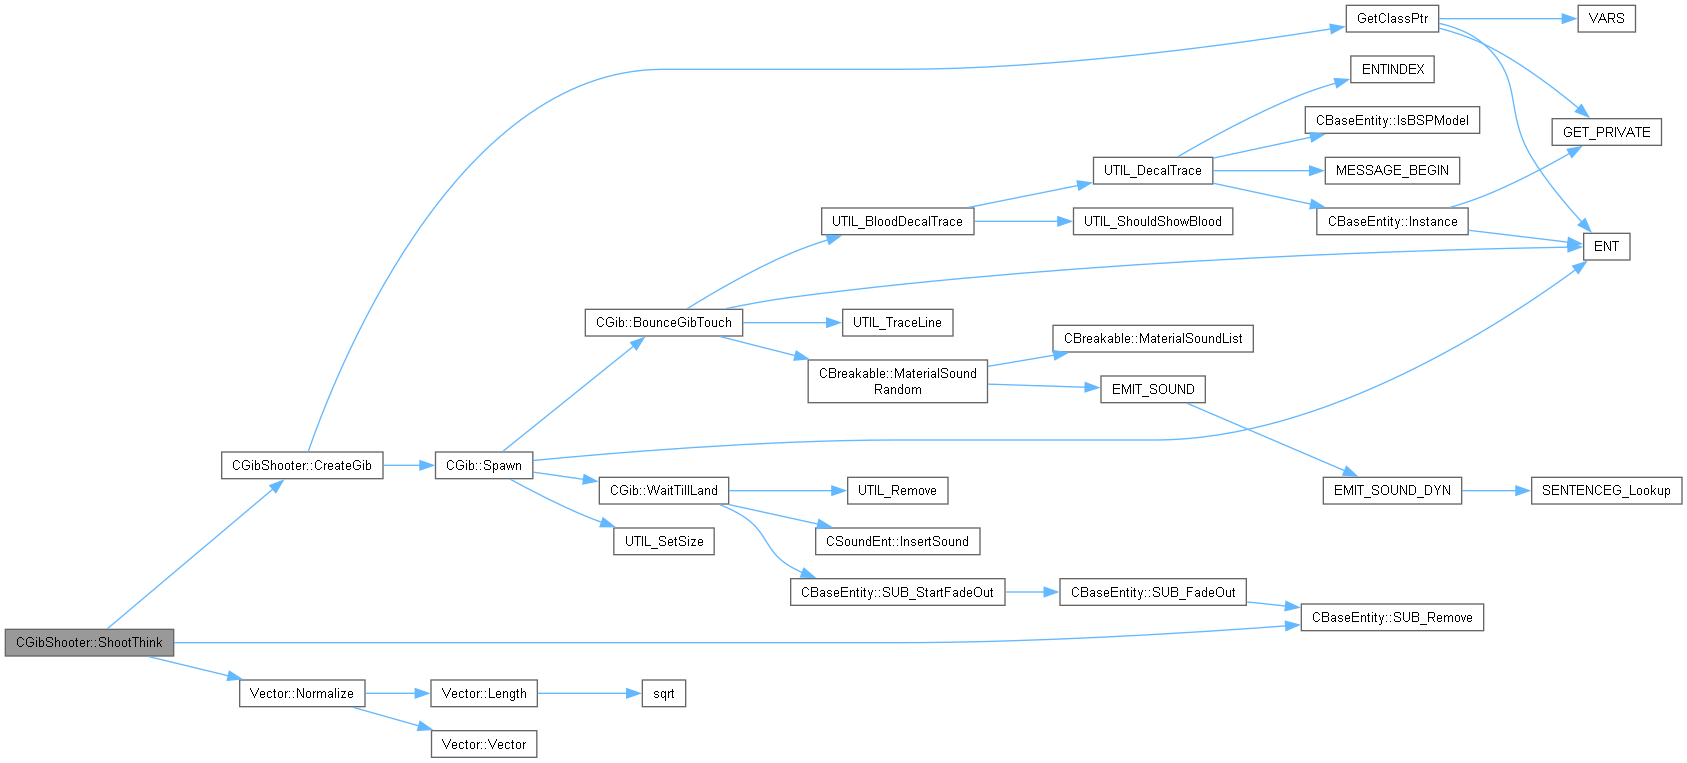 GetClassPtr
VARS
ENTINDEX
CBaseEntity::IsBSPModel
GET_PRIVATE
UTIL_DecalTrace
MESSAGE_BEGIN
UTIL_BloodDecalTrace
UTIL_ShouldShowBlood
CBaseEntity::Instance
ENT
CGib::BounceGibTouch
UTIL_TraceLine
CBreakable::MaterialSoundList
CBreakable::MaterialSound
Random
EMIT_SOUND
CGibShooter::CreateGib
CGib::Spawn
CGib::WaitTillLand
UTIL_Remove
EMIT_SOUND_DYN
SENTENCEG_Lookup
UTIL_SetSize
CSoundEnt::InsertSound
CBaseEntity::SUB_StartFadeOut
CBaseEntity::SUB_FadeOut
CBaseEntity::SUB_Remove
CGibShooter::ShootThink
Vector::Normalize
Vector::Length
sqrt
Vector::Vector